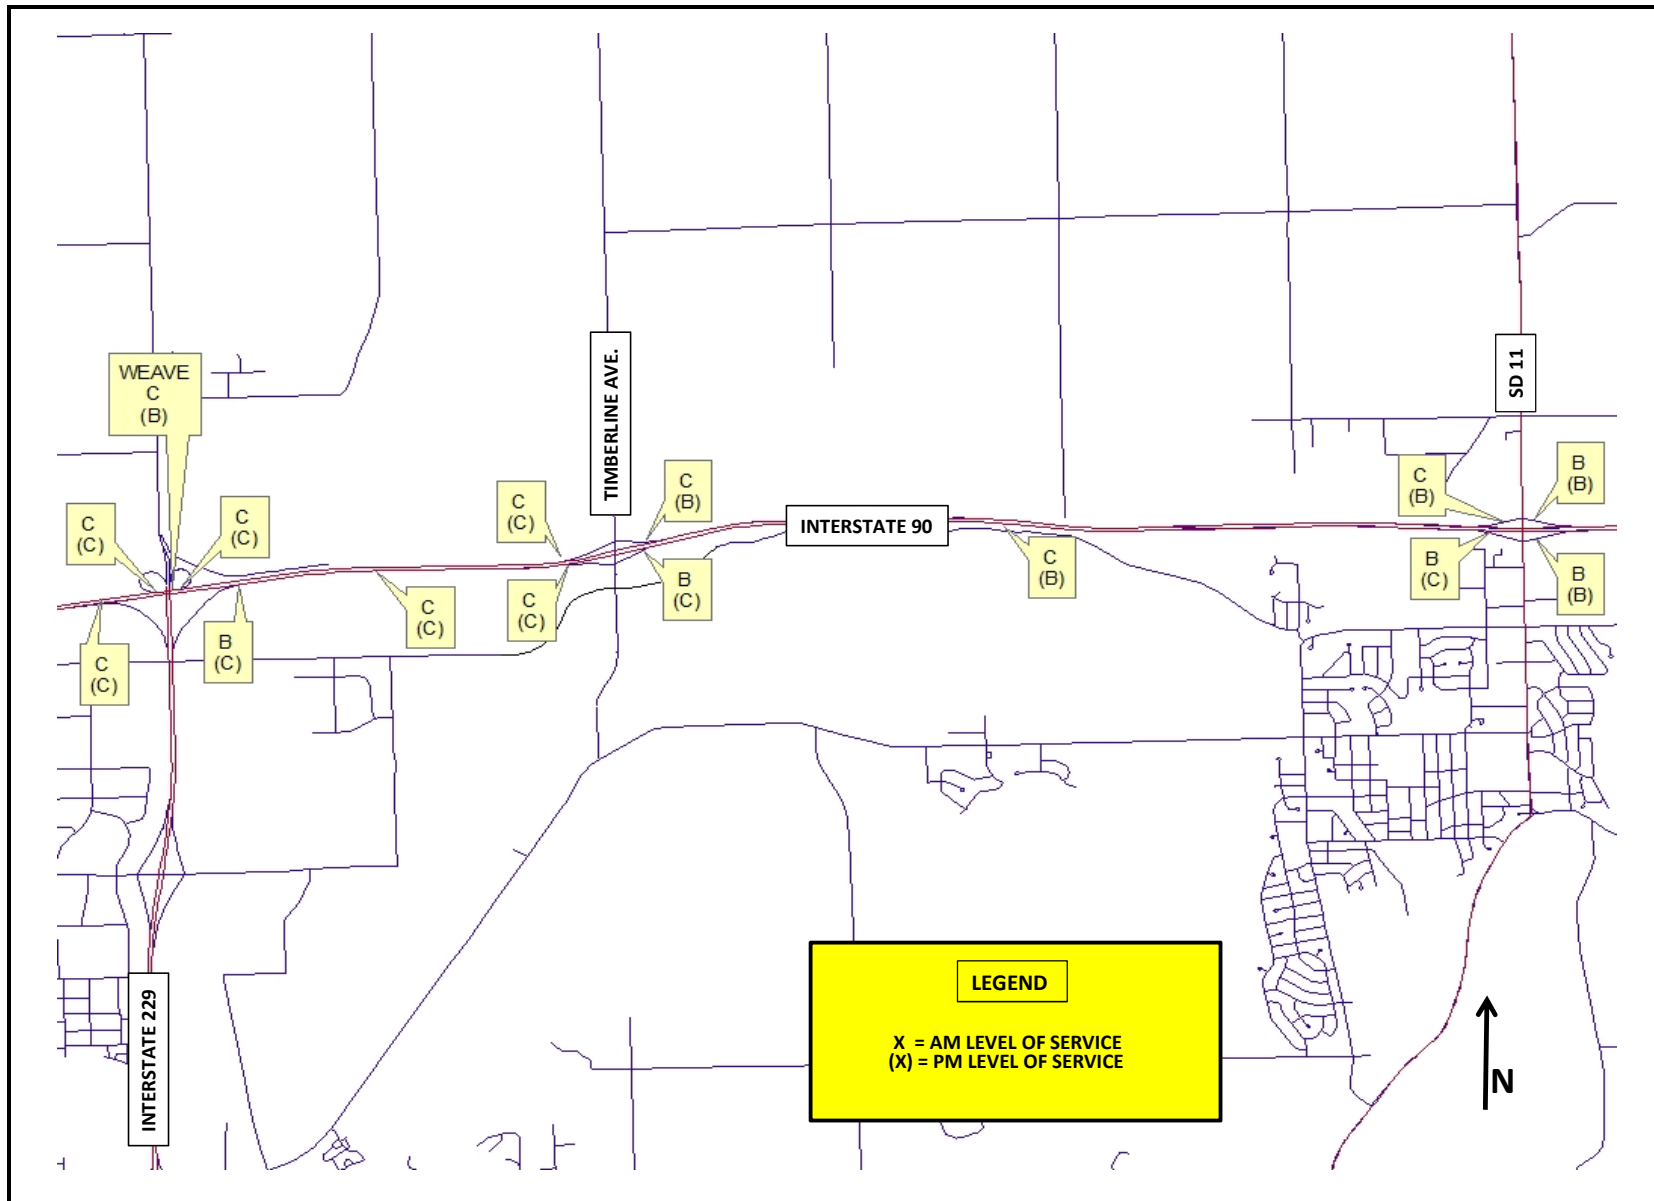 WEAVE
C
(B)
TIMBERLINE AVE.
SD 11
C
(B)
C
(C)
C
(B)
B
(B)
C
(C)
C
(C)
INTERSTATE 90
C
(B)
B
(C)
B
(B)
C
(C)
B
(C)
C
(C)
C
(C)
B
(C)
C
(C)
LEGEND
X = AM LEVEL OF SERVICE
(X) = PM LEVEL OF SERVICE
INTERSTATE 229
N